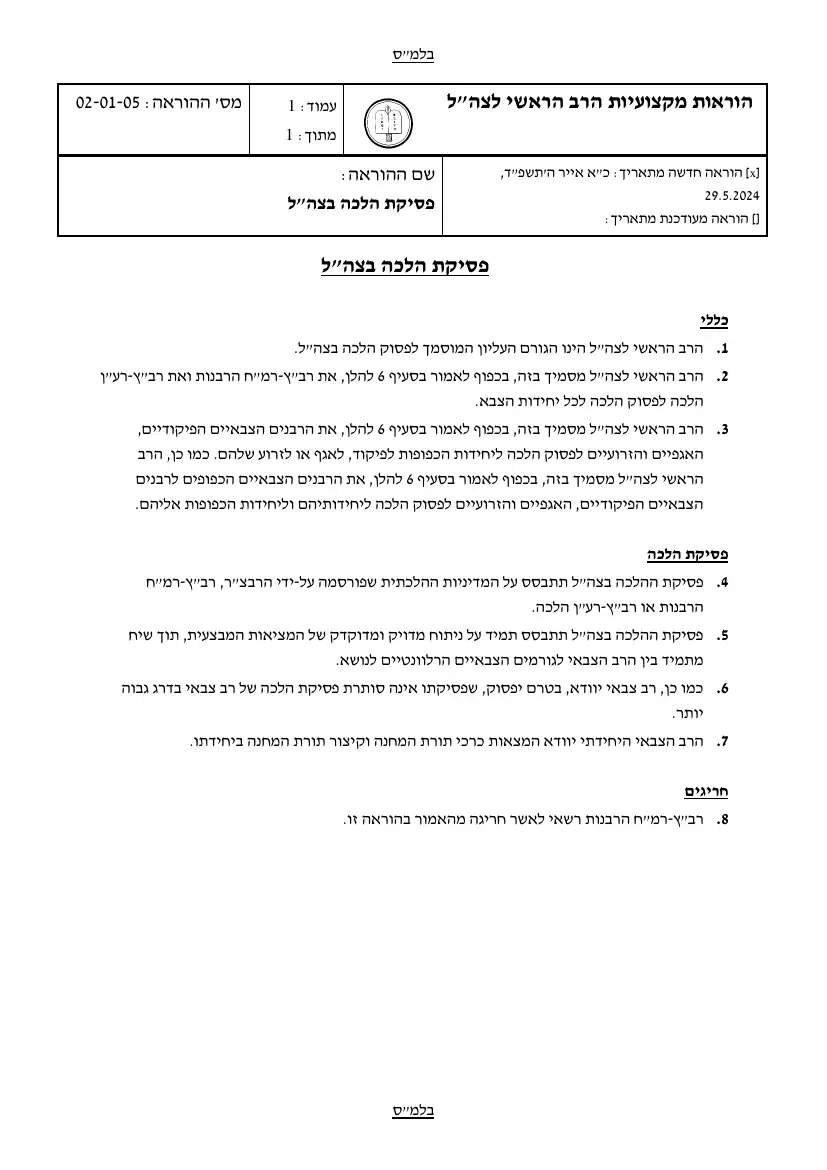 בלמ״ס
הוראות מקצועיות הרב הראשי לצה״ל
עמוד: 1
מתוך: 1
מס׳ ההוראה: 02-01-05
[x] הוראה חדשה מתאריך: כ״א אייר ה׳תשפ״ד,
29.5.2024
[] הוראה מעודכנת מתאריך:
שם ההוראה:
פסיקת הלכה בצה״ל
פסיקת הלכה בצה״ל
כללי
1. הרב הראשי לצה״ל הינו הגורם העליון המוסמך לפסוק הלכה בצה״ל.
2. הרב הראשי לצה״ל מסמיך בזה, בכפוף לאמור בסעיף 6 להלן, את רב״ץ-רמ״ח הרבנות ואת רב״ץ-רע״ן
הלכה לפסוק הלכה לכל יחידות הצבא.
3. הרב הראשי לצה״ל מסמיך בזה, בכפוף לאמור בסעיף 6 להלן, את הרבנים הצבאיים הפיקודיים,
האגפיים והזרועיים לפסוק הלכה ליחידות הכפופות לפיקוד, לאגף או לזרוע שלהם. כמו כן, הרב
הראשי לצה״ל מסמיך בזה, בכפוף לאמור בסעיף 6 להלן, את הרבנים הצבאיים הכפופים לרבנים
הצבאיים הפיקודיים, האגפיים והזרועיים לפסוק הלכה ליחידותיהם וליחידות הכפופות אליהם.
פסיקת הלכה
4. פסיקת ההלכה בצה״ל תתבסס על המדיניות ההלכתית שפורסמה על-ידי הרבצ״ר, רב״ץ-רמ״ח
הרבנות או רב״ץ-רע״ן הלכה.
5. פסיקת ההלכה בצה״ל תתבסס תמיד על ניתוח מדויק ומדוקדק של המציאות המבצעית, תוך שיח
מתמיד בין הרב הצבאי לגורמים הצבאיים הרלוונטיים לנושא.
6. כמו כן, רב צבאי יוודא, בטרם יפסוק, שפסיקתו אינה סותרת פסיקת הלכה של רב צבאי בדרג גבוה
יותר.
7. הרב הצבאי היחידתי יוודא המצאות כרכי תורת המחנה וקיצור תורת המחנה ביחידתו.
חריגים
8. רב״ץ-רמ״ח הרבנות רשאי לאשר חריגה מהאמור בהוראה זו.
בלמ״ס